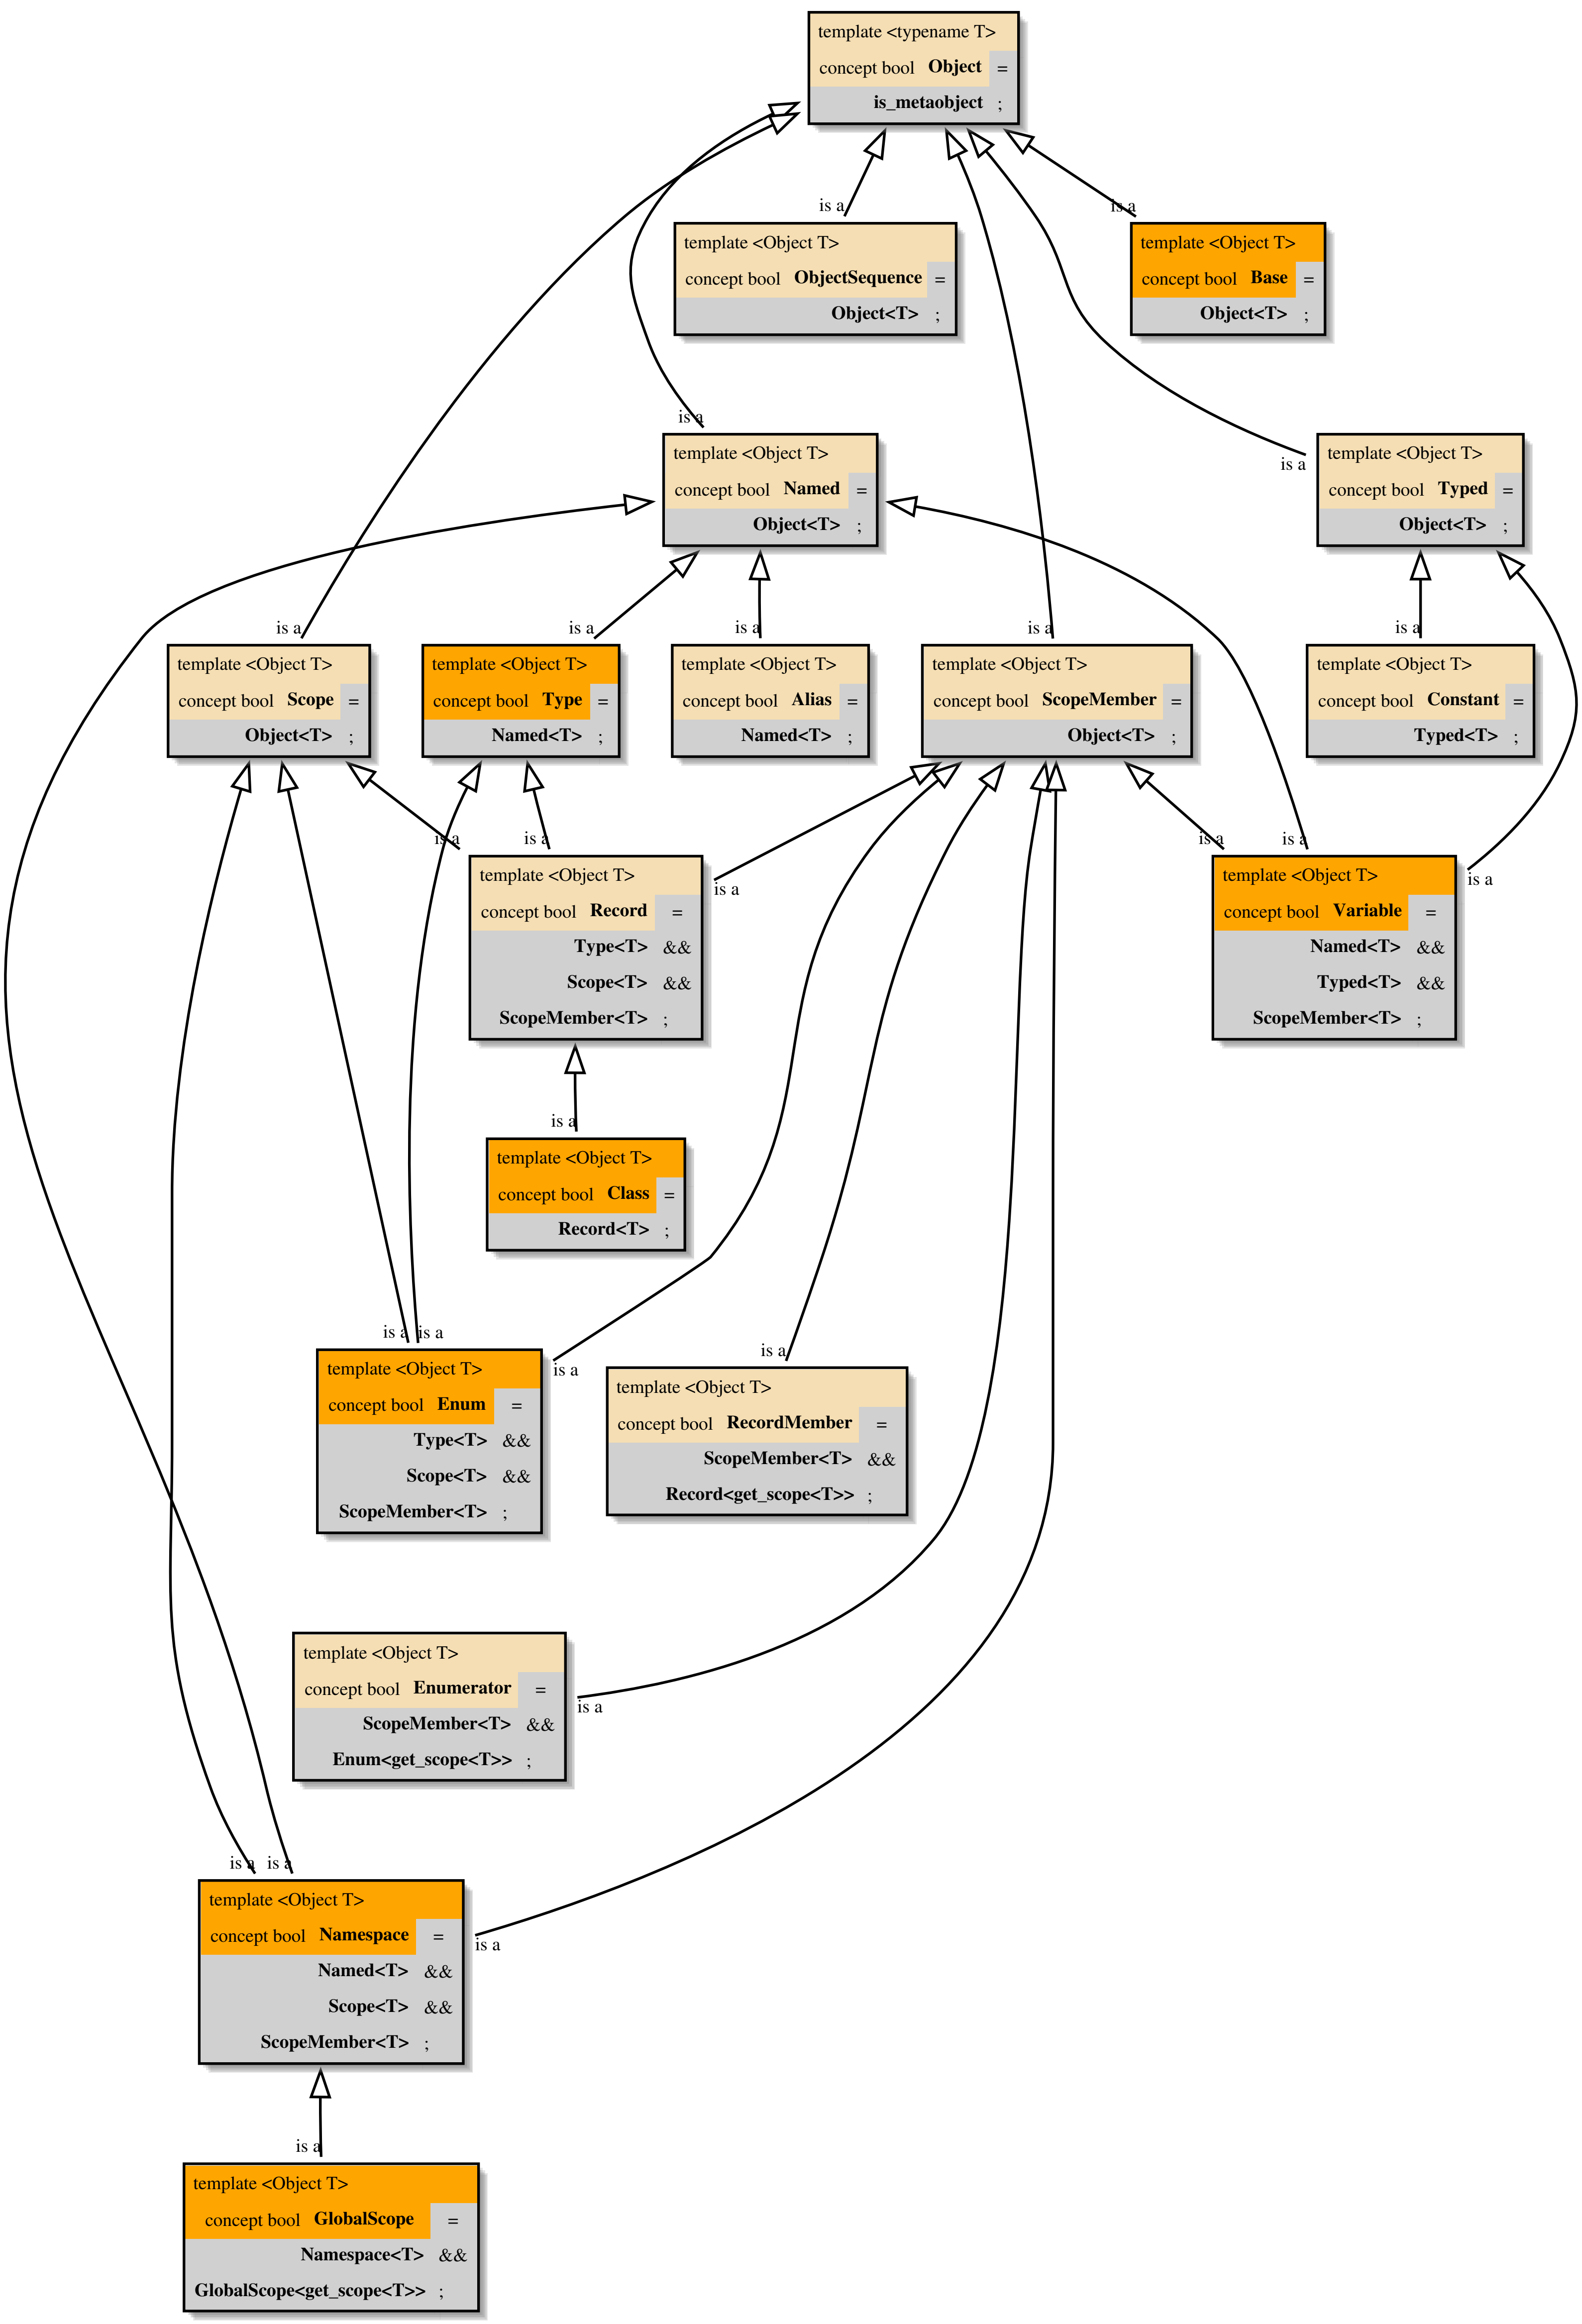 template <typename T>
concept bool Object =
is_metaobject ;
is a
is a
template <Object T>
concept bool ObjectSequence =
Object<T> ;
template <Object T>
concept bool Base =
Object<T> ;
is a
is a
template <Object T>
concept bool Named =
Object<T> ;
template <Object T>
concept bool Typed =
Object<T> ;
is a
is a
is a
is a
is a
template <Object T>
concept bool Scope =
Object<T> ;
template <Object T>
concept bool Type =
Named<T> ;
template <Object T>
concept bool Alias =
Named<T> ;
template <Object T>
concept bool ScopeMember =
Object<T> ;
template <Object T>
concept bool Constant =
Typed<T> ;
is a
is a
is a
is a
is a
is a
template <Object T>
concept bool Record =
Type<T> &&
Scope<T> &&
ScopeMember<T> ;
template <Object T>
concept bool Variable =
Named<T> &&
Typed<T> &&
ScopeMember<T> ;
is a
template <Object T>
concept bool Class =
Record<T> ;
is a
is a
is a
is a
template <Object T>
concept bool Enum =
Type<T> &&
Scope<T> &&
ScopeMember<T> ;
template <Object T>
concept bool RecordMember =
ScopeMember<T> &&
Record<get_scope<T>> ;
template <Object T>
concept bool Enumerator =
ScopeMember<T> &&
Enum<get_scope<T>> ;
is a
is a
is a
template <Object T>
concept bool Namespace =
Named<T> &&
Scope<T> &&
ScopeMember<T> ;
is a
is a
template <Object T>
concept bool GlobalScope =
Namespace<T> &&
GlobalScope<get_scope<T>> ;